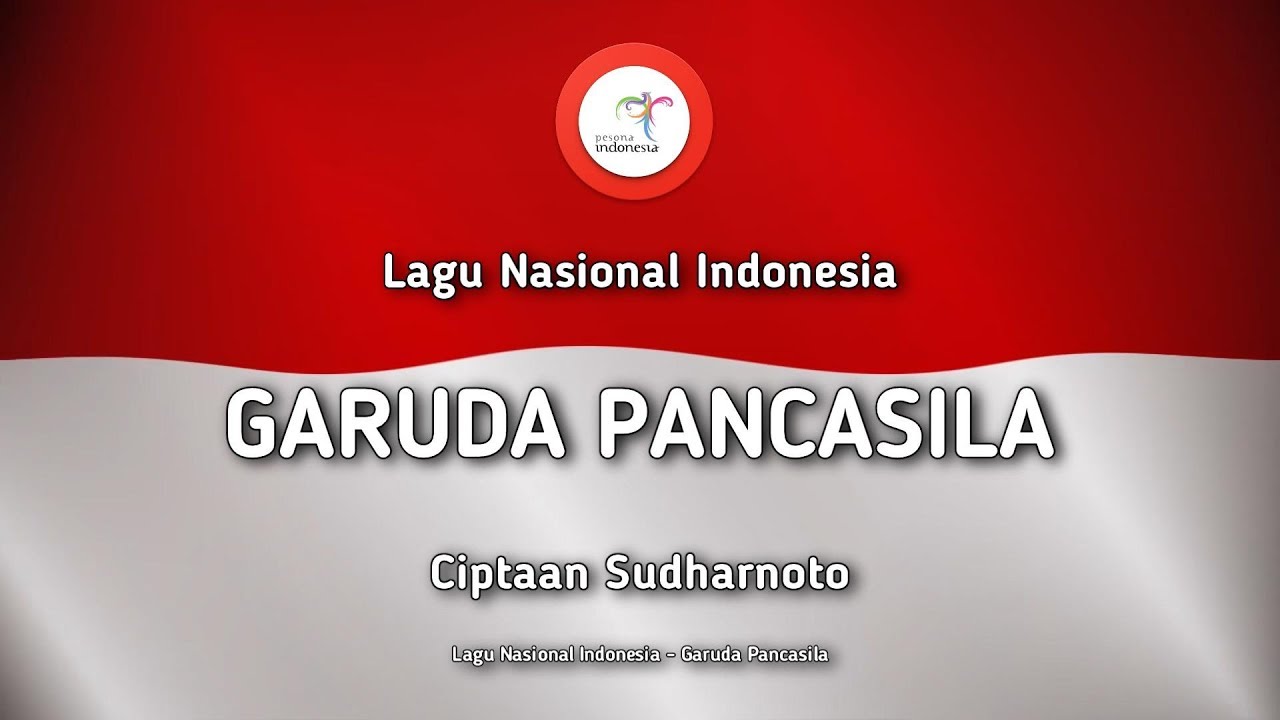 pesona
indonesia
Lagu Nasional Indonesia
GARUDA PANCASILA
Ciptaan Sudharnoto
Lagu Nasional Indonesia - Garuda Pancasila